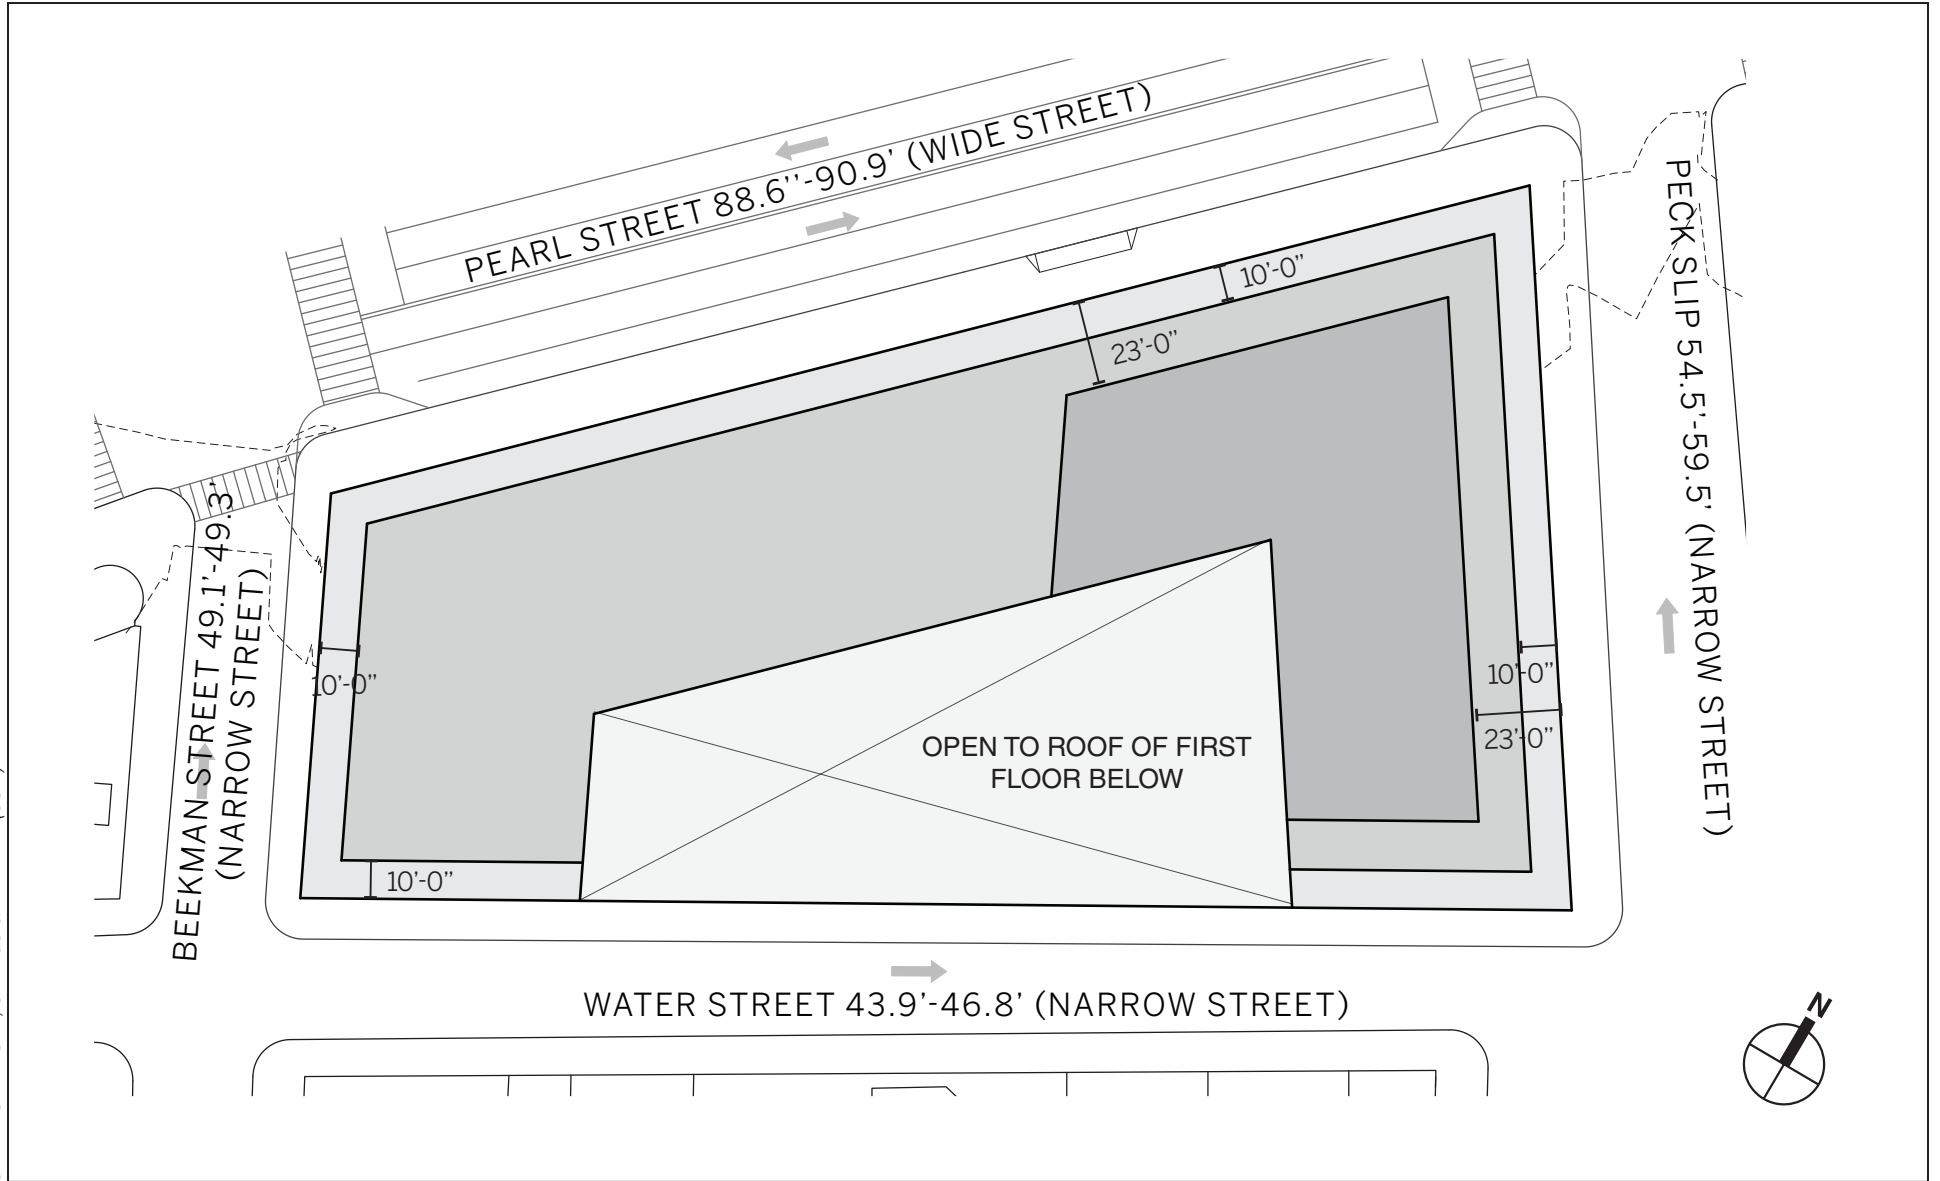 PEARL STREET 88.6''-90.9' (WIDE STREET)
10'-0”
23'-0”
PECK SLIP 54.5'-59.5' (NARROW STREET)
BEEKMAN STREET 49.1'-49.3'
(NARROW STREET)
10'-0”
10'-0”
23'-0”
OPEN TO ROOF OF FIRST
FLOOR BELOW
10'-0”
WATER STREET 43.9'-46.8' (NARROW STREET)
N